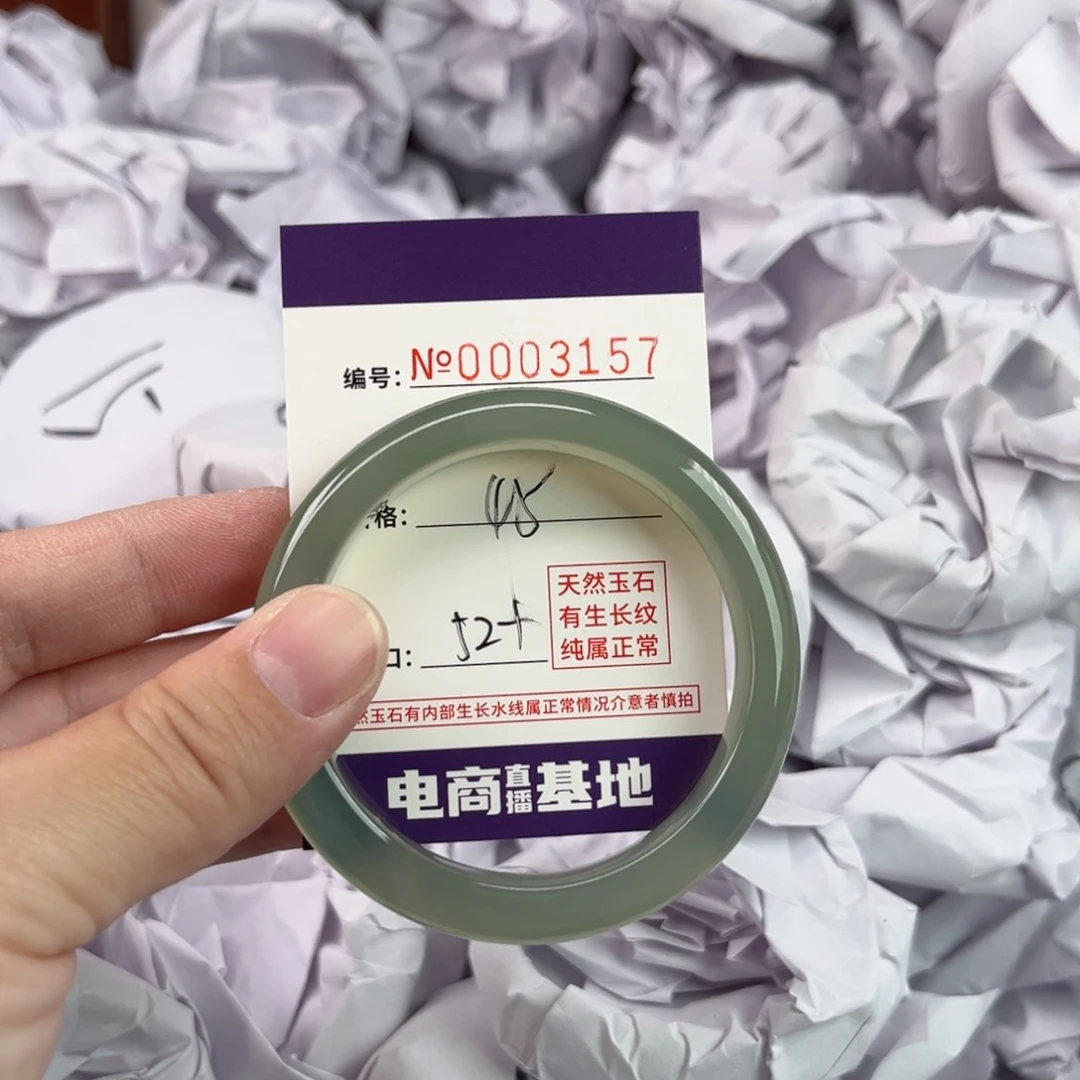 编号:№0003157
格:
口: 52+
天然玉石
有生长纹
纯属正常
然玉石有内部生长水线属正常情况介意者慎拍
电商直播基地